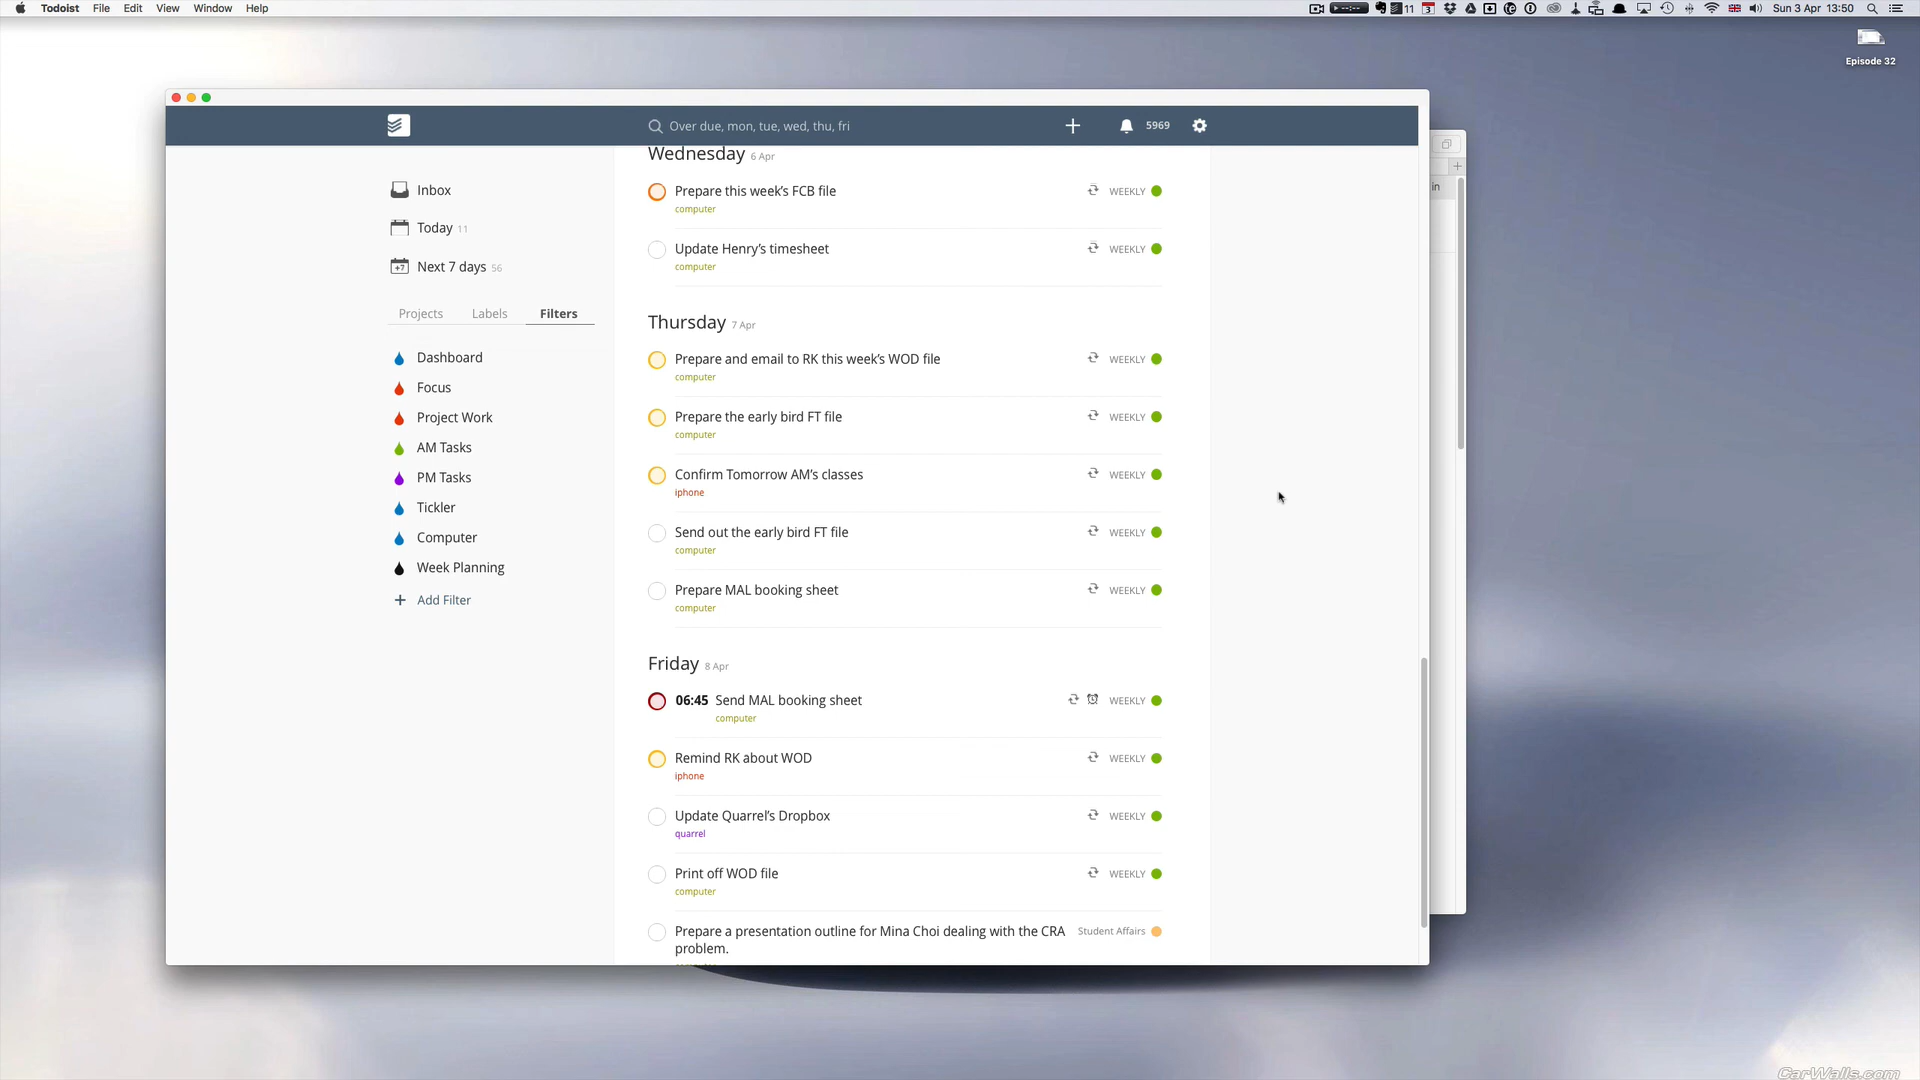 Todoist File Edit View Window Help
11 3 Sun 3 Apr 13:50
Episode 32
Over due, mon, tue, wed, thu, fri
5969
in
Inbox
Today 11
+7 Next 7 days 56
Projects Labels Filters
Dashboard
Focus
Project Work
AM Tasks
PM Tasks
Tickler
Computer
Week Planning
+ Add Filter
Wednesday 6 Apr
Prepare this week's FCB file WEEKLY
computer
Update Henry's timesheet WEEKLY
computer
Thursday 7 Apr
Prepare and email to RK this week's WOD file WEEKLY
computer
Prepare the early bird FT file WEEKLY
computer
Confirm Tomorrow AM's classes WEEKLY
iphone
Send out the early bird FT file WEEKLY
computer
Prepare MAL booking sheet WEEKLY
computer
Friday 8 Apr
06:45 Send MAL booking sheet WEEKLY
computer
Remind RK about WOD WEEKLY
iphone
Update Quarrel's Dropbox WEEKLY
quarrel
Print off WOD file WEEKLY
computer
Prepare a presentation outline for Mina Choi dealing with the CRA Student Affairs
problem.
CarWalls.com